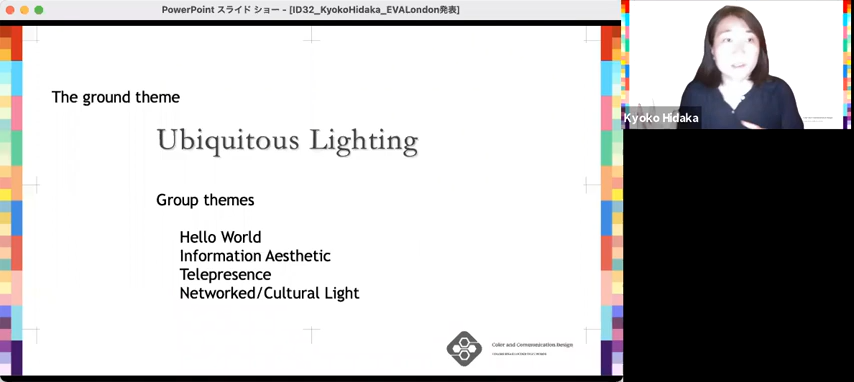 PowerPoint スライド ショー - [ID32_KyokoHidaka_EVALondon発表]
The ground theme
Ubiquitous Lighting
Group themes
Hello World
Information Aesthetic
Telepresence
Networked/Cultural Light
Color and Communication Design
Kyoko Hidaka